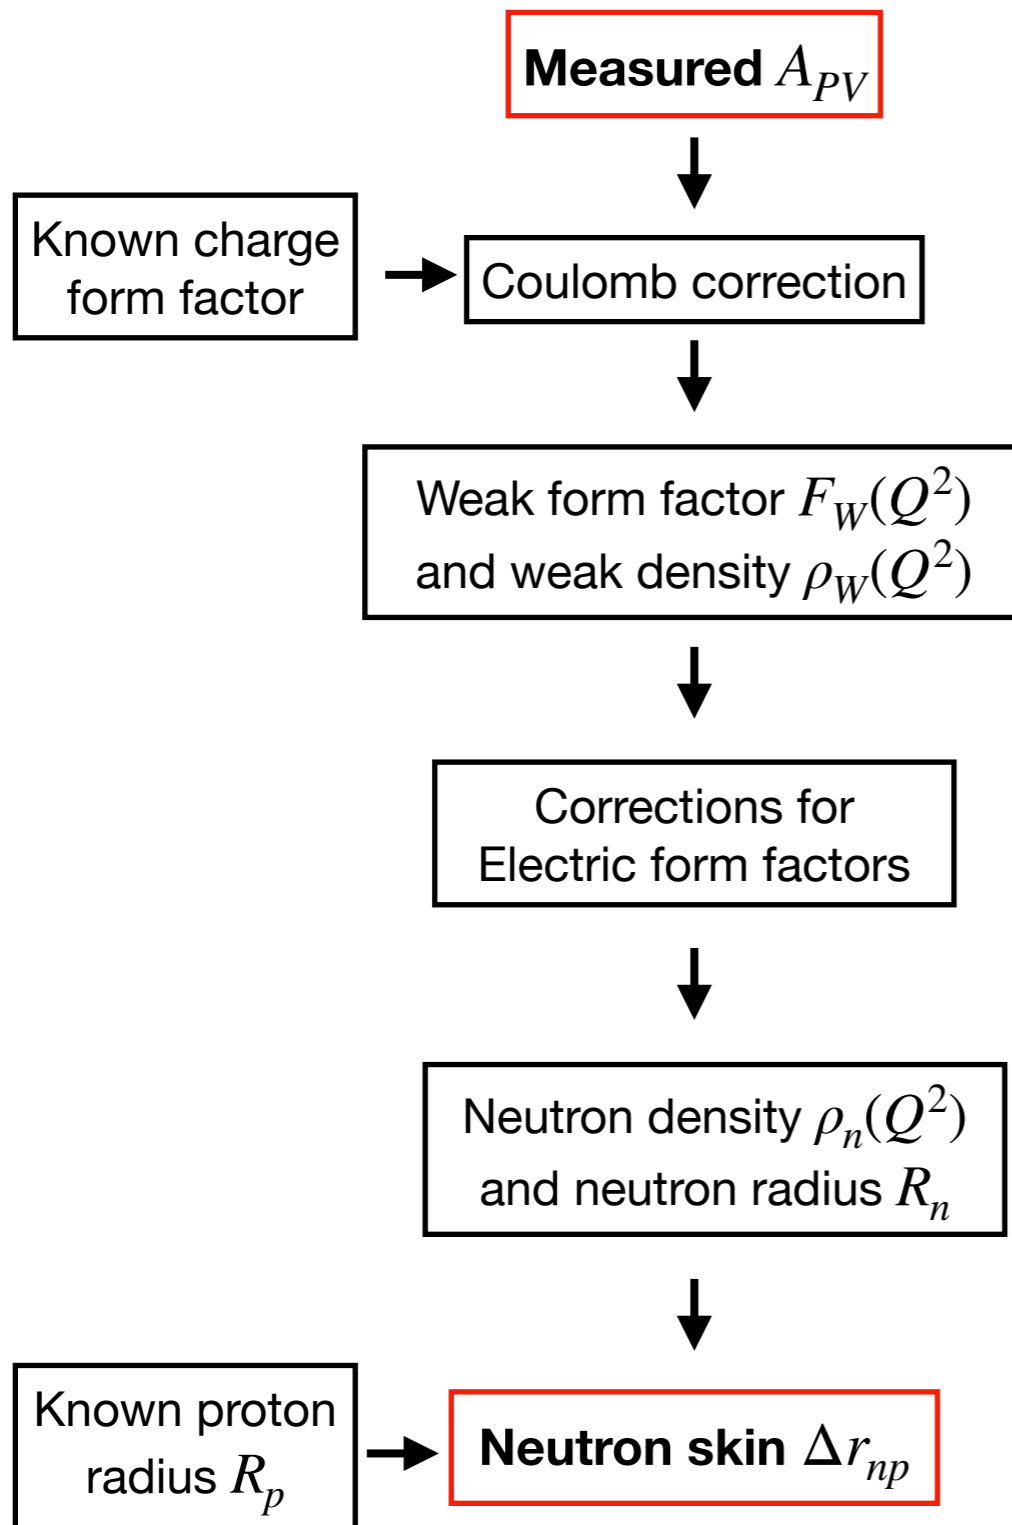 Measured A_{PV}
Known charge
form factor
Coulomb correction
Weak form factor F_W(Q^2)
and weak density ρ_W(Q^2)
Corrections for
Electric form factors
Neutron density ρ_n(Q^2)
and neutron radius R_n
Known proton
radius R_p
Neutron skin Δr_{np}